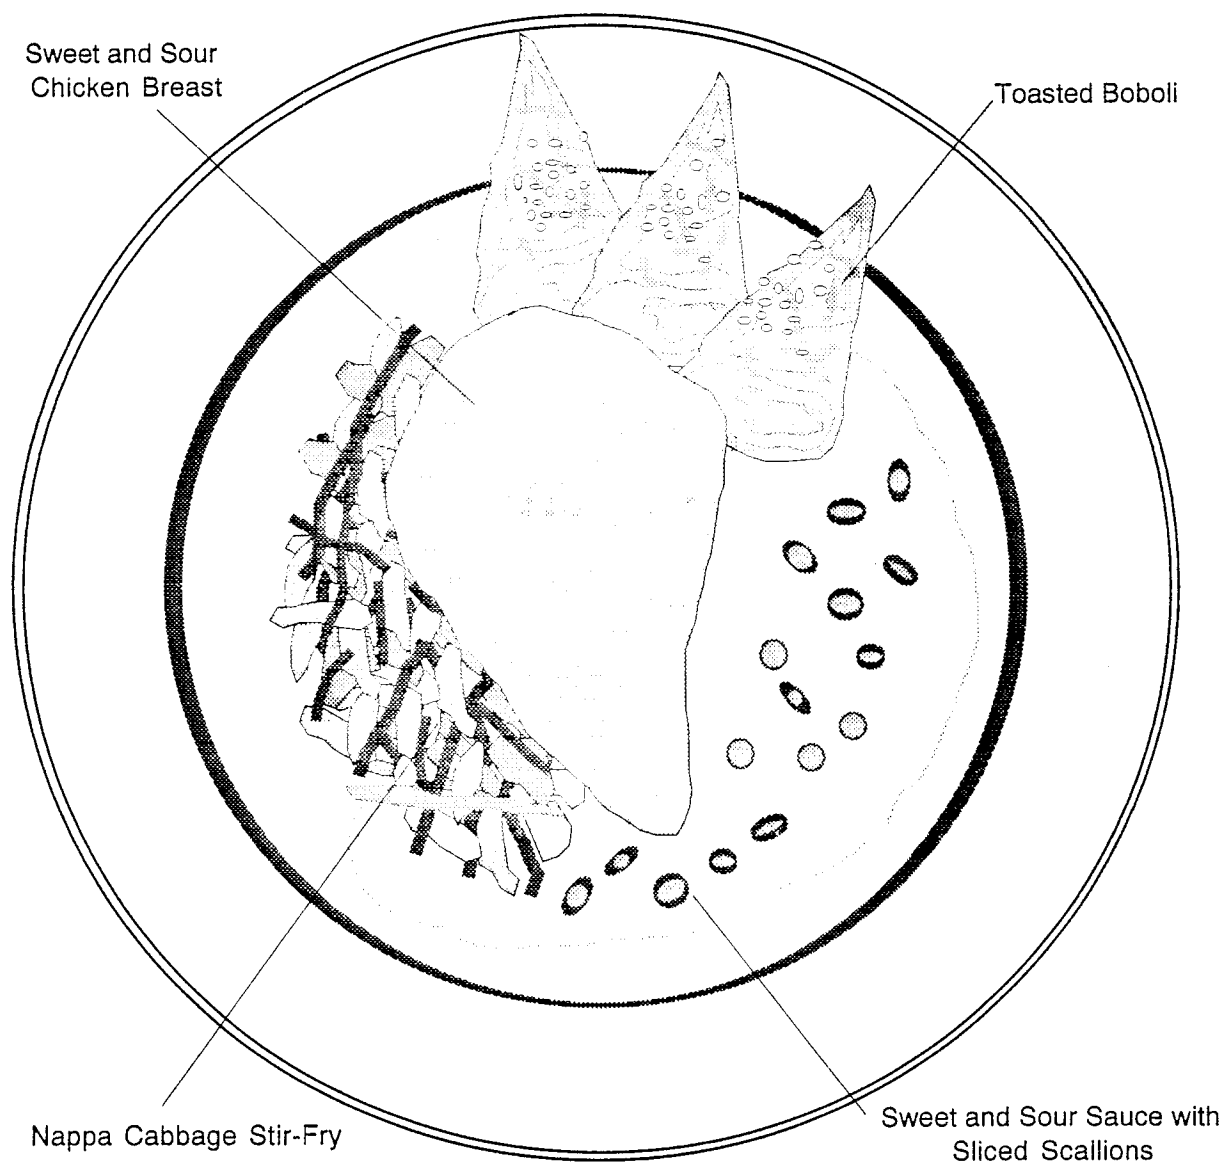 Sweet and Sour
Chicken Breast
Toasted Boboli
Nappa Cabbage Stir-Fry
Sweet and Sour Sauce with
Sliced Scallions